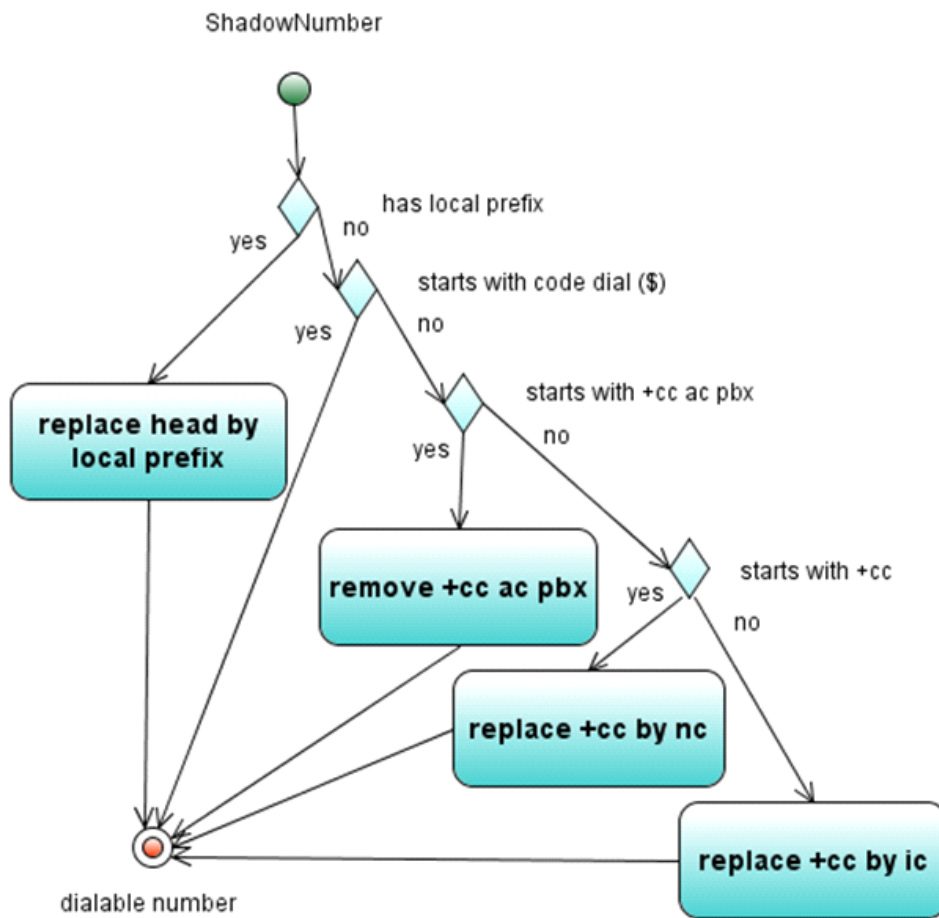 ShadowNumber
has local prefix
yes
no
starts with code dial ($)
yes
no
starts with +cc ac pbx
replace head by
local prefix
yes
no
starts with +cc
remove +cc ac pbx
yes
no
replace +cc by nc
replace +cc by ic
dialable number